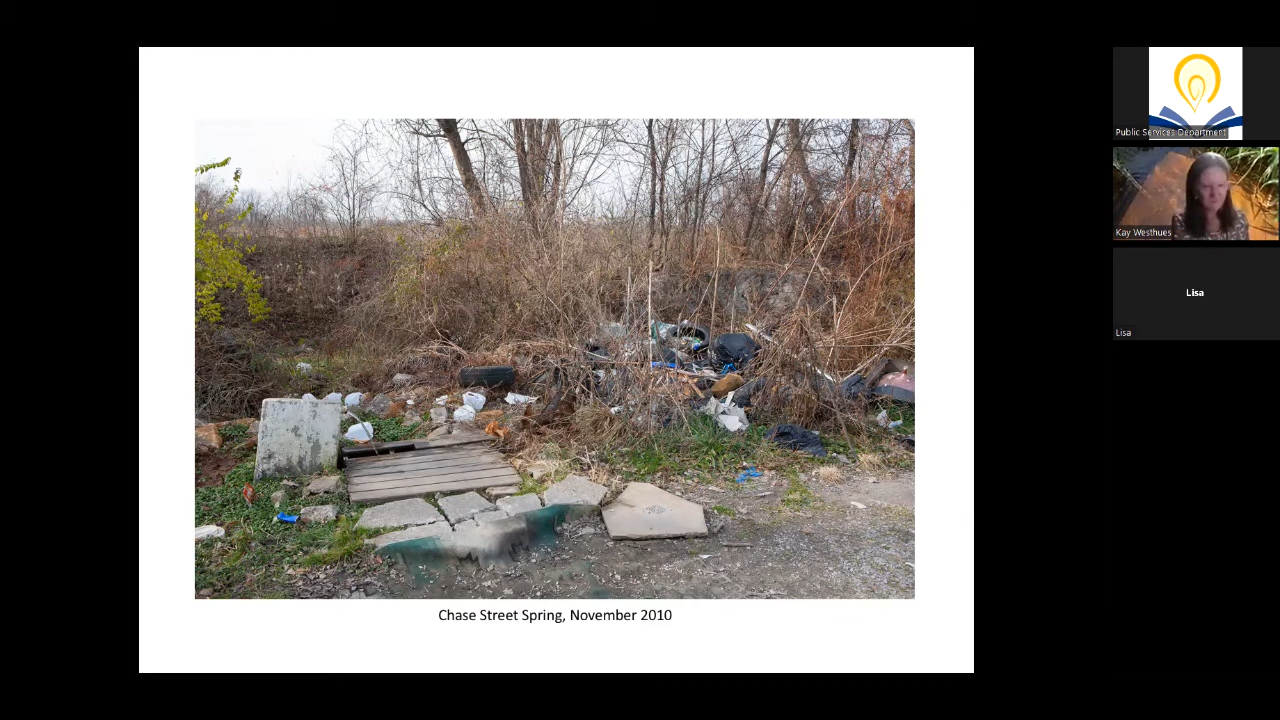 Chase Street Spring, November 2010
Public Services Department
Kay Westhues
Lisa
Lisa